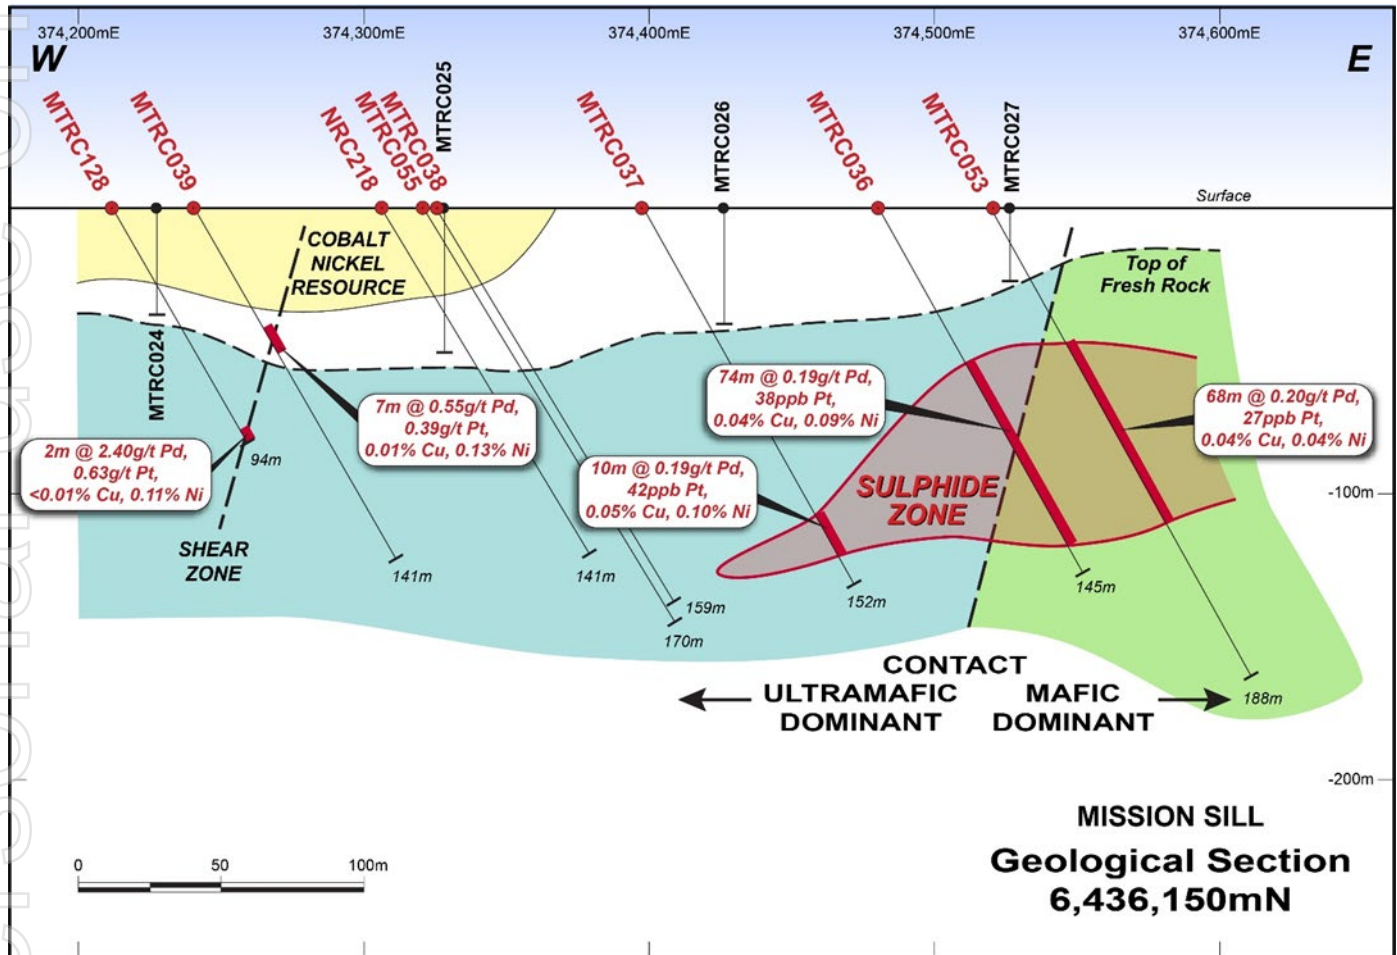 374,200mE
374,300mE
374,400mE
374,500mE
374,600mE
W
E
MTRC128
MTRC039
NRC218
MTRC055
MTRC038
MTRC025
MTRC037
MTRC026
MTRC036
MTRC053
MTRC027
Surface
COBALT
NICKEL
RESOURCE
Top of
Fresh Rock
MTRC024
7m @ 0.55g/t Pd,
0.39g/t Pt,
0.01% Cu, 0.13% Ni
74m @ 0.19g/t Pd,
38ppb Pt,
0.04% Cu, 0.09% Ni
68m @ 0.20g/t Pd,
27ppb Pt,
0.04% Cu, 0.04% Ni
2m @ 2.40g/t Pd,
0.63g/t Pt,
<0.01% Cu, 0.11% Ni
94m
10m @ 0.19g/t Pd,
42ppb Pt,
0.05% Cu, 0.10% Ni
SULPHIDE
ZONE
-100m
SHEAR
ZONE
141m
141m
159m
170m
152m
145m
188m
CONTACT
ULTRAMAFIC
DOMINANT
MAFIC
DOMINANT
-200m
MISSION SILL
Geological Section
6,436,150mN
0
50
100m